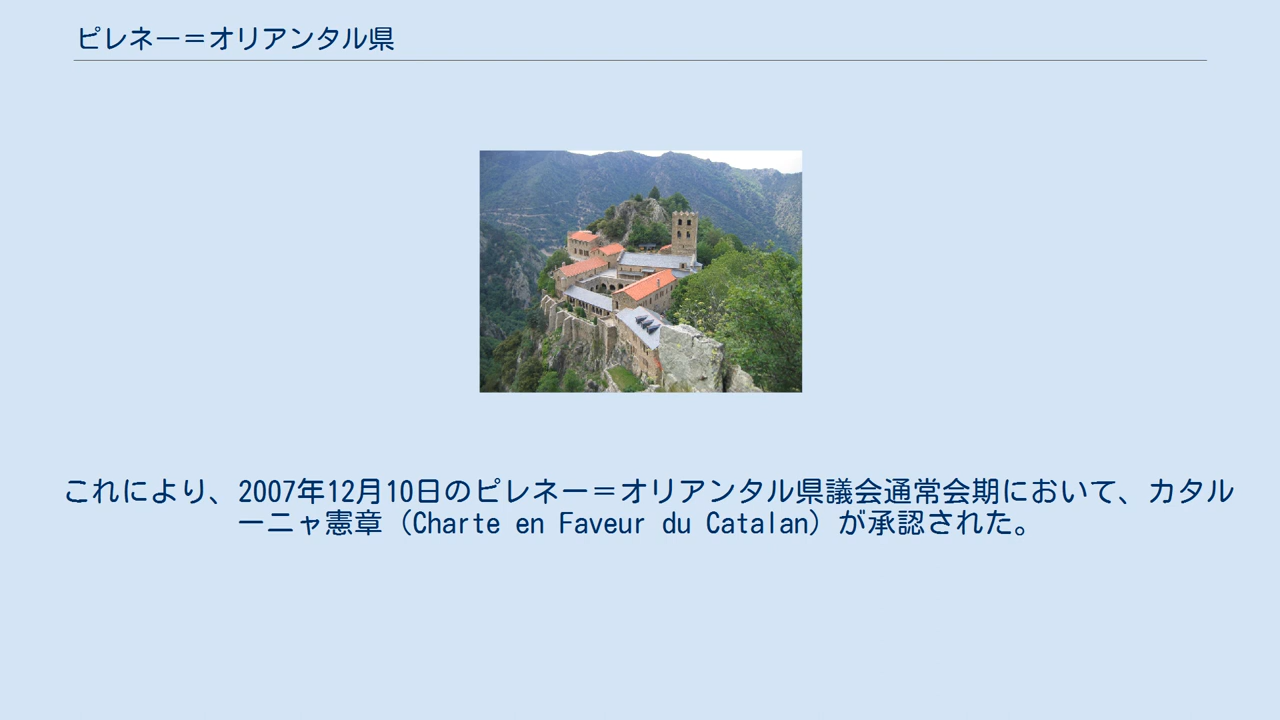 ピレネー＝オリアンタル県
これにより、2007年12月10日のピレネー＝オリアンタル県議会通常会期において、カタル
ーニャ憲章（Charte en Faveur du Catalan）が承認された。